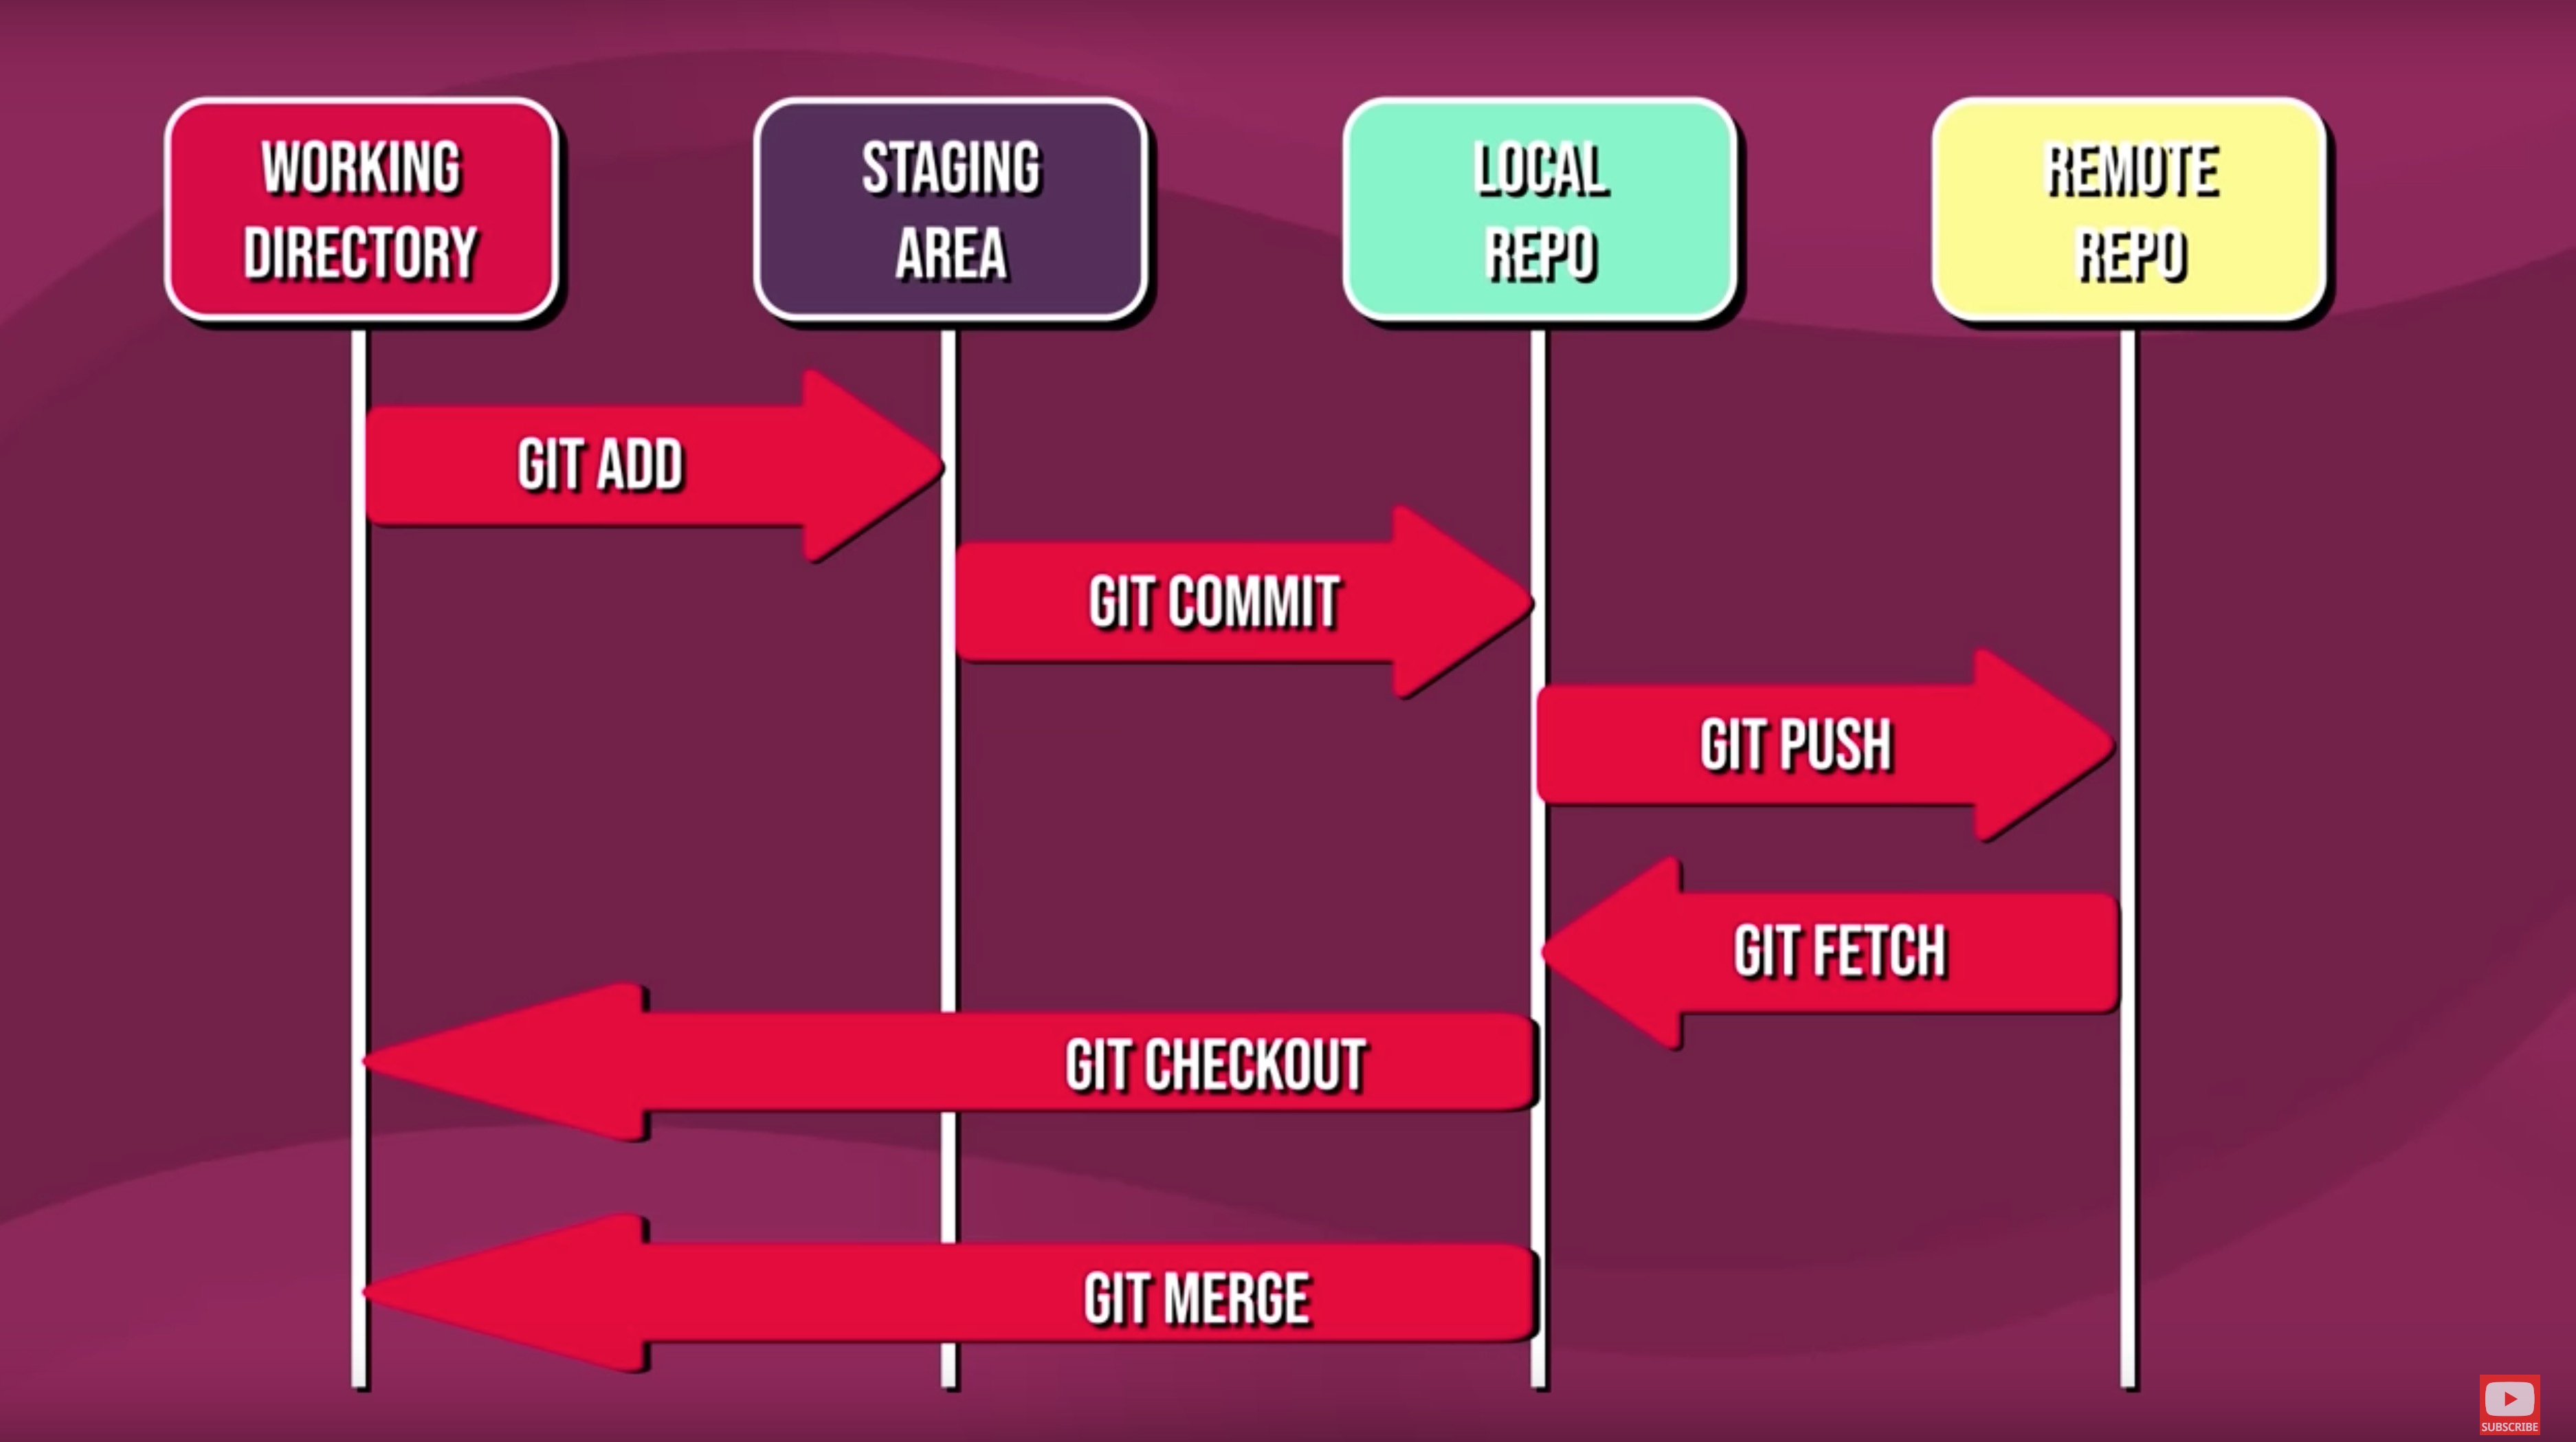 WORKING
DIRECTORY
STAGING
AREA
LOCAL
REPO
REMOTE
REPO
GIT ADD
GIT COMMIT
GIT PUSH
GIT FETCH
GIT CHECKOUT
GIT MERGE
SUBSCRIBE